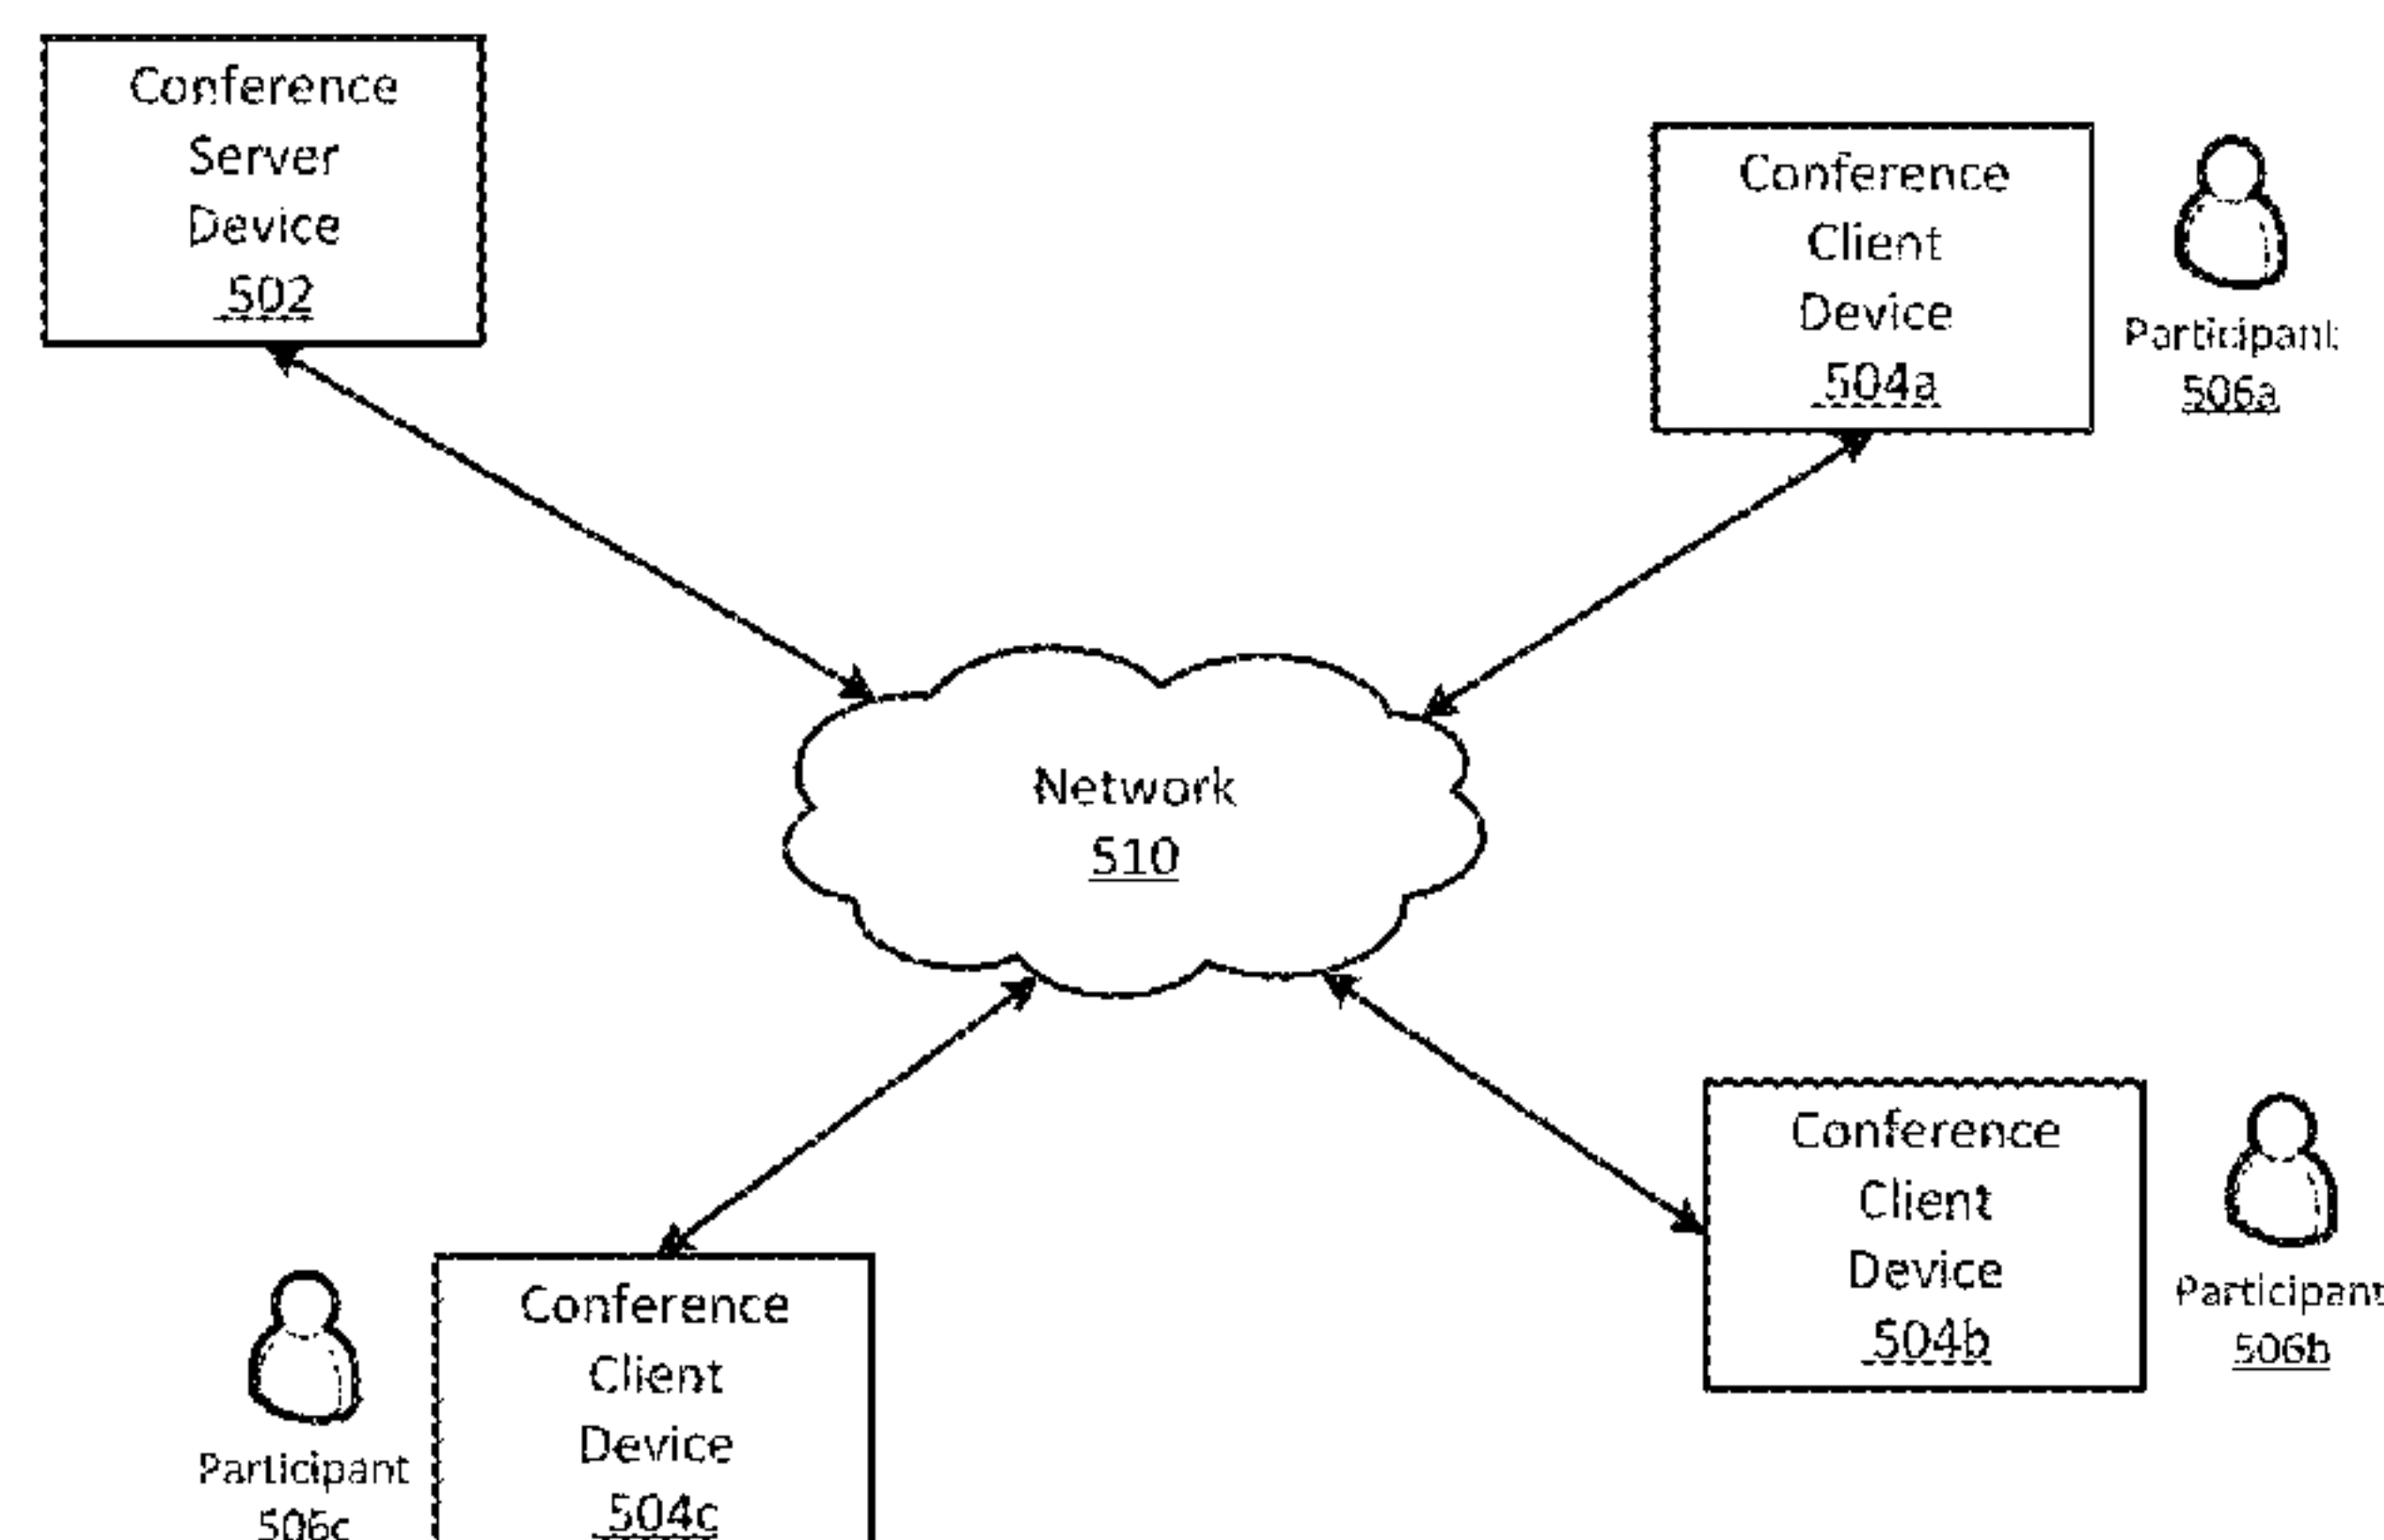 Conference
Server
Device
502
Conference
Client
Device
504a
Participant
506a
Network
510
Conference
Client
Device
504b
Participant
506b
Conference
Client
Device
504c
Participant
506c